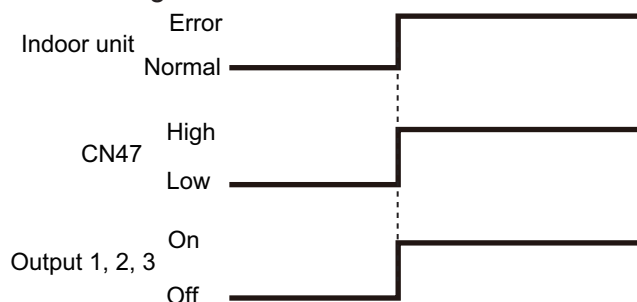 Error
Indoor unit
Normal
High
CN47
Low
On
Output 1, 2, 3
Off